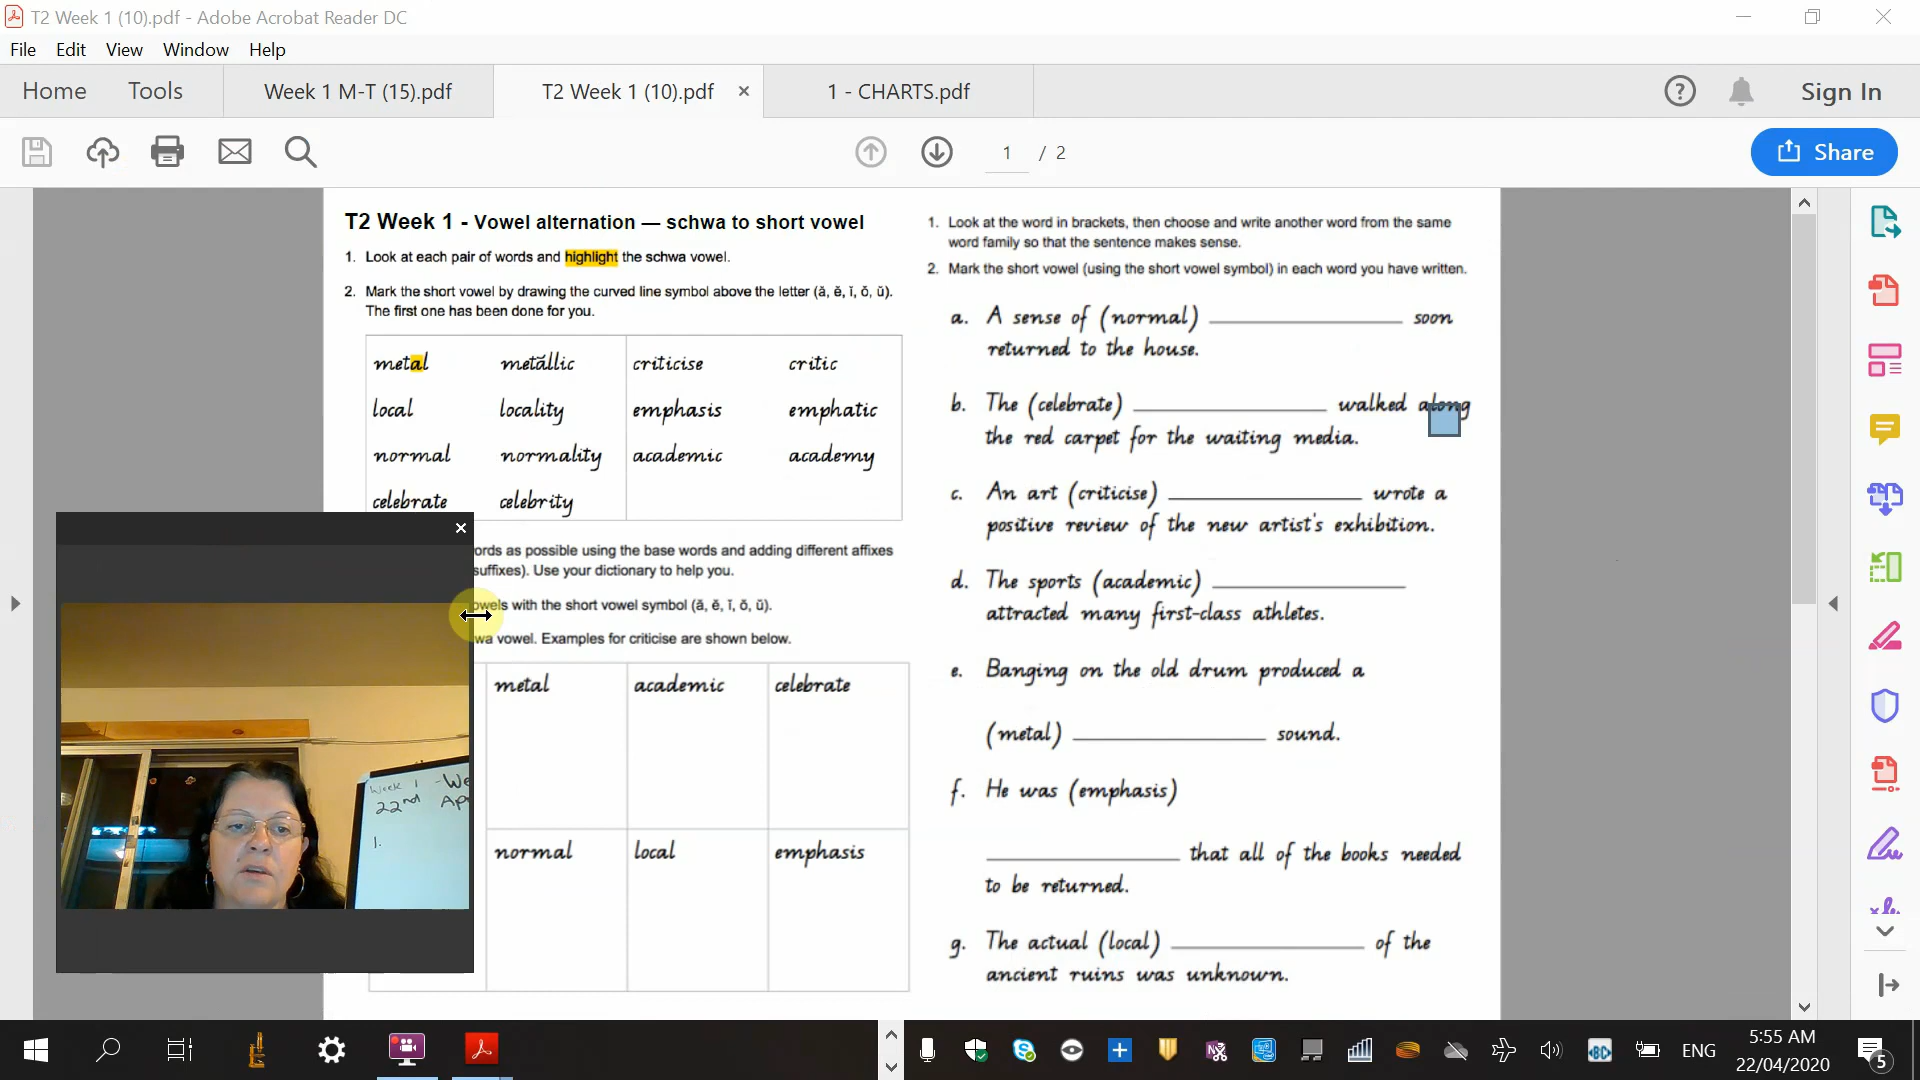 T2 Week 1 (10).pdf - Adobe Acrobat Reader DC
File Edit View Window Help
Home Tools Week 1 M-T (15).pdf T2 Week 1 (10).pdf 1 - CHARTS.pdf Sign In
1 / 2
Share
T2 Week 1 - Vowel alternation — schwa to short vowel
1. Look at each pair of words and highlight the schwa vowel.
2. Mark the short vowel by drawing the curved line symbol above the letter (ă, ĕ, ĭ, ŏ, ŭ).
The first one has been done for you.
metal metăllic criticise critic
local locality emphasis emphatic
normal normality academic academy
celebrate celebrity
ords as possible using the base words and adding different affixes
suffixes). Use your dictionary to help you.
owels with the short vowel symbol (ă, ĕ, ĭ, ŏ, ŭ).
wa vowel. Examples for criticise are shown below.
metal academic celebrate
normal local emphasis
1. Look at the word in brackets, then choose and write another word from the same
word family so that the sentence makes sense.
2. Mark the short vowel (using the short vowel symbol) in each word you have written.
a. A sense of (normal) ____ soon
returned to the house.
b. The (celebrate) ____ walked along
the red carpet for the waiting media.
c. An art (criticise) ____ wrote a
positive review of the new artist's exhibition.
d. The sports (academic) ____
attracted many first-class athletes.
e. Banging on the old drum produced a
(metal) ____ sound.
f. He was (emphasis)
____ that all of the books needed
to be returned.
g. The actual (local) ____ of the
ancient ruins was unknown.
Week 1 - We
22nd Ap
1.
ENG
5:55 AM
22/04/2020
5